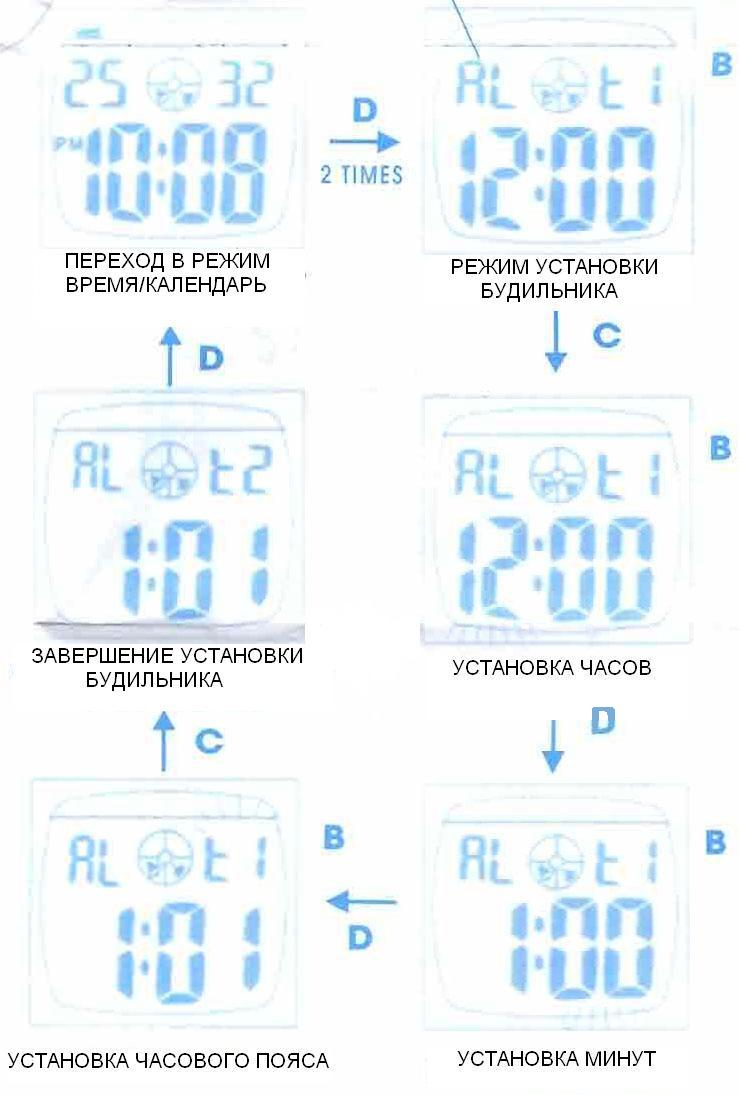 25 32
PM 10:08
ПЕРЕХОД В РЕЖИМ
ВРЕМЯ/КАЛЕНДАРЬ
D
2 TIMES
AL t1
12:00
B
РЕЖИМ УСТАНОВКИ
БУДИЛЬНИКА
C
AL t1
12:00
B
УСТАНОВКА ЧАСОВ
D
AL t1
1:00
B
УСТАНОВКА МИНУТ
D
AL t1
1:01
B
УСТАНОВКА ЧАСОВОГО ПОЯСА
C
AL t2
1:01
ЗАВЕРШЕНИЕ УСТАНОВКИ
БУДИЛЬНИКА
D